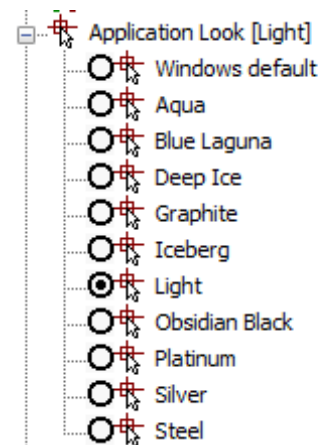 Application Look [Light]
Windows default
Aqua
Blue Laguna
Deep Ice
Graphite
Iceberg
Light
Obsidian Black
Platinum
Silver
Steel